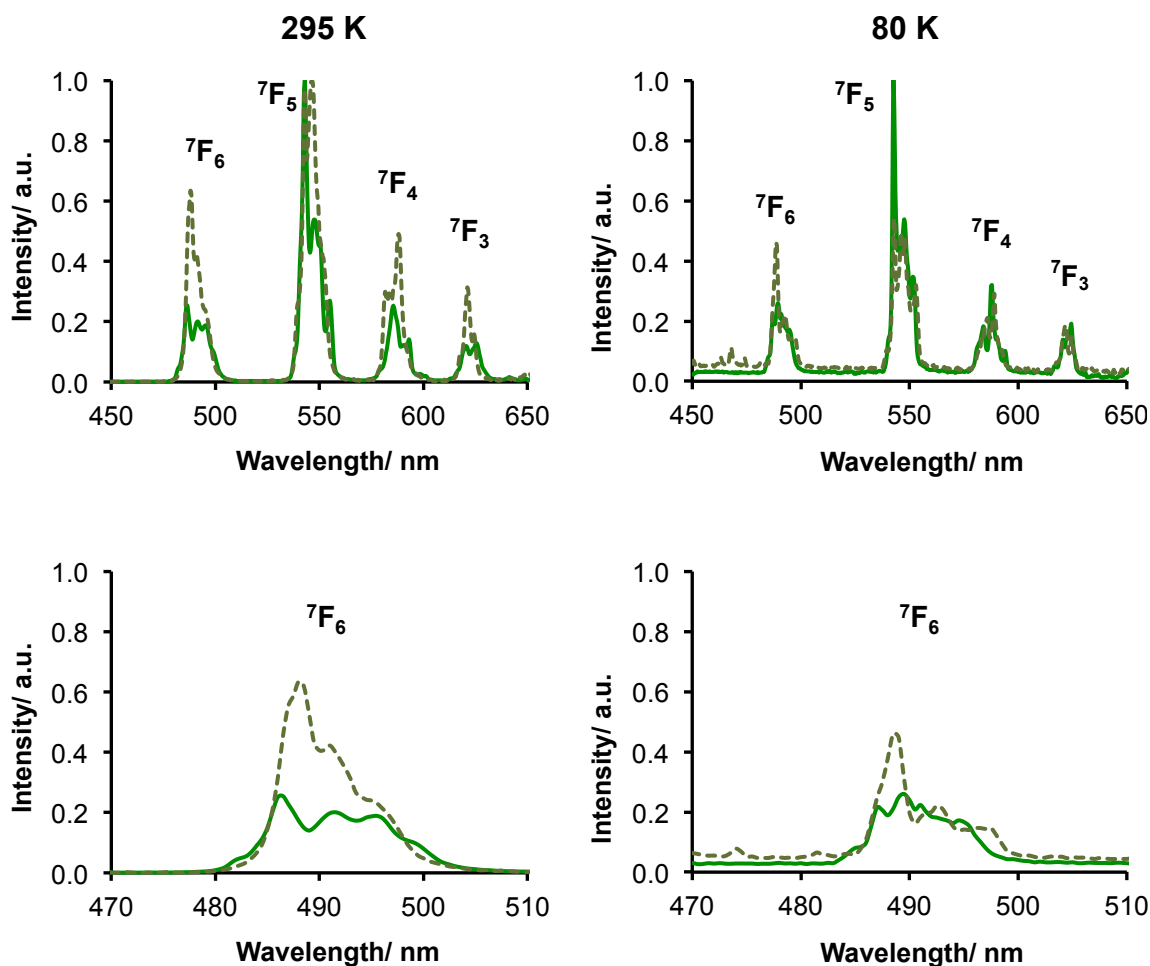 295 K
80 K
1.0
0.8
0.6
0.4
0.2
0.0
Intensity/ a.u.
⁷F₆
⁷F₅
⁷F₄
⁷F₃
450 500 550 600 650
Wavelength/ nm
1.0
0.8
0.6
0.4
0.2
0.0
Intensity/ a.u.
⁷F₆
⁷F₅
⁷F₄
⁷F₃
450 500 550 600 650
Wavelength/ nm
1.0
0.8
0.6
0.4
0.2
0.0
Intensity/ a.u.
⁷F₆
470 480 490 500 510
Wavelength/ nm
1.0
0.8
0.6
0.4
0.2
0.0
Intensity/ a.u.
⁷F₆
470 480 490 500 510
Wavelength/ nm